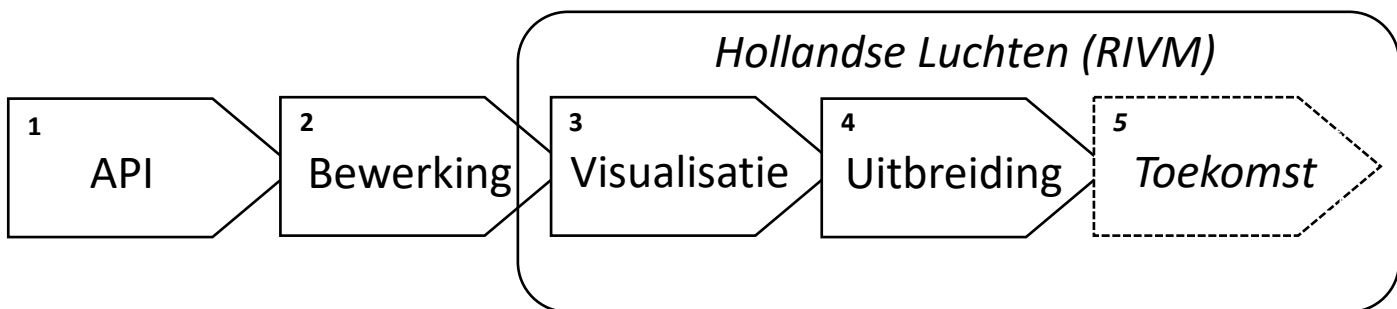 Hollandse Luchten (RIVM)
1
API
2
Bewerking
3
Visualisatie
4
Uitbreiding
5
Toekomst